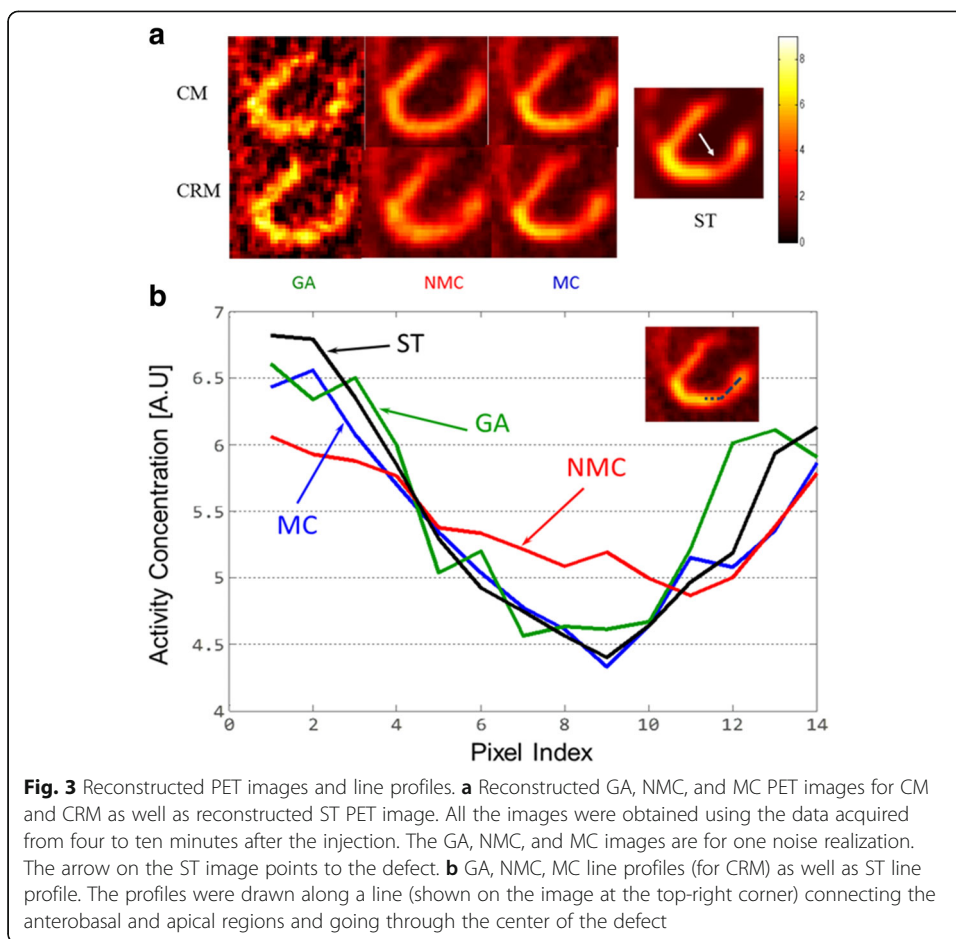 a
CM
CRM
GA
NMC
MC
ST
8
6
4
2
0
b
7
6.5
6
5.5
5
4.5
4
0 2 4 6 8 10 12 14
Activity Concentration [A.U]
Pixel Index
ST
GA
NMC
MC
Fig. 3 Reconstructed PET images and line profiles. a Reconstructed GA, NMC, and MC PET images for CM
and CRM as well as reconstructed ST PET image. All the images were obtained using the data acquired
from four to ten minutes after the injection. The GA, NMC, and MC images are for one noise realization.
The arrow on the ST image points to the defect. b GA, NMC, MC line profiles (for CRM) as well as ST line
profile. The profiles were drawn along a line (shown on the image at the top-right corner) connecting the
anterobasal and apical regions and going through the center of the defect